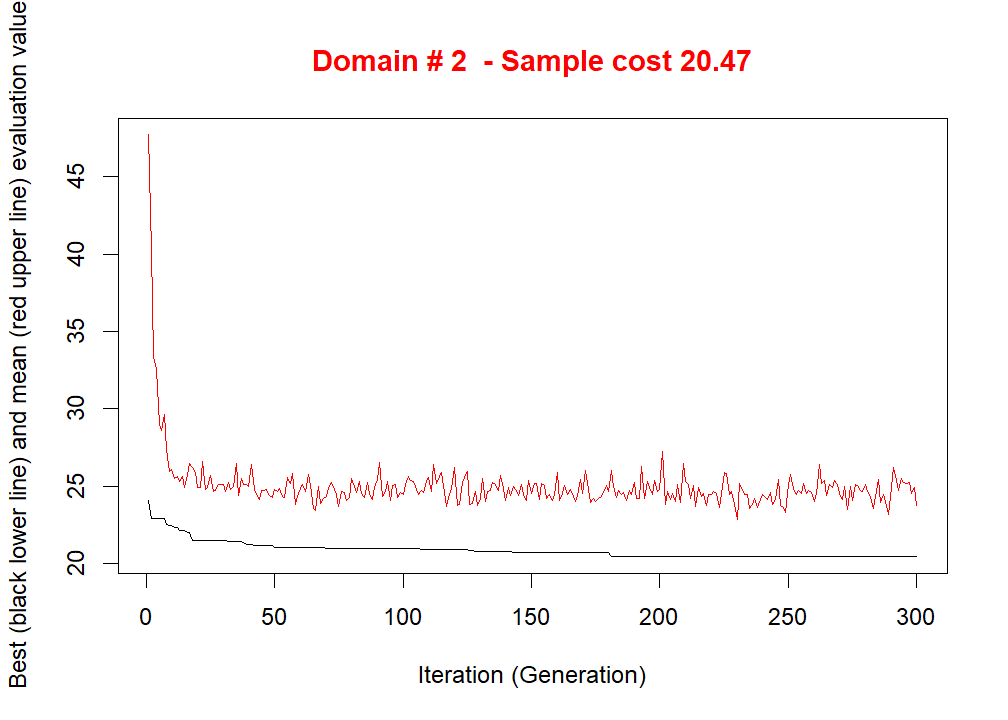 Domain # 2  - Sample cost 20.47
Best (black lower line) and mean (red upper line) evaluation value
45
40
35
30
25
20
0 50 100 150 200 250 300
Iteration (Generation)